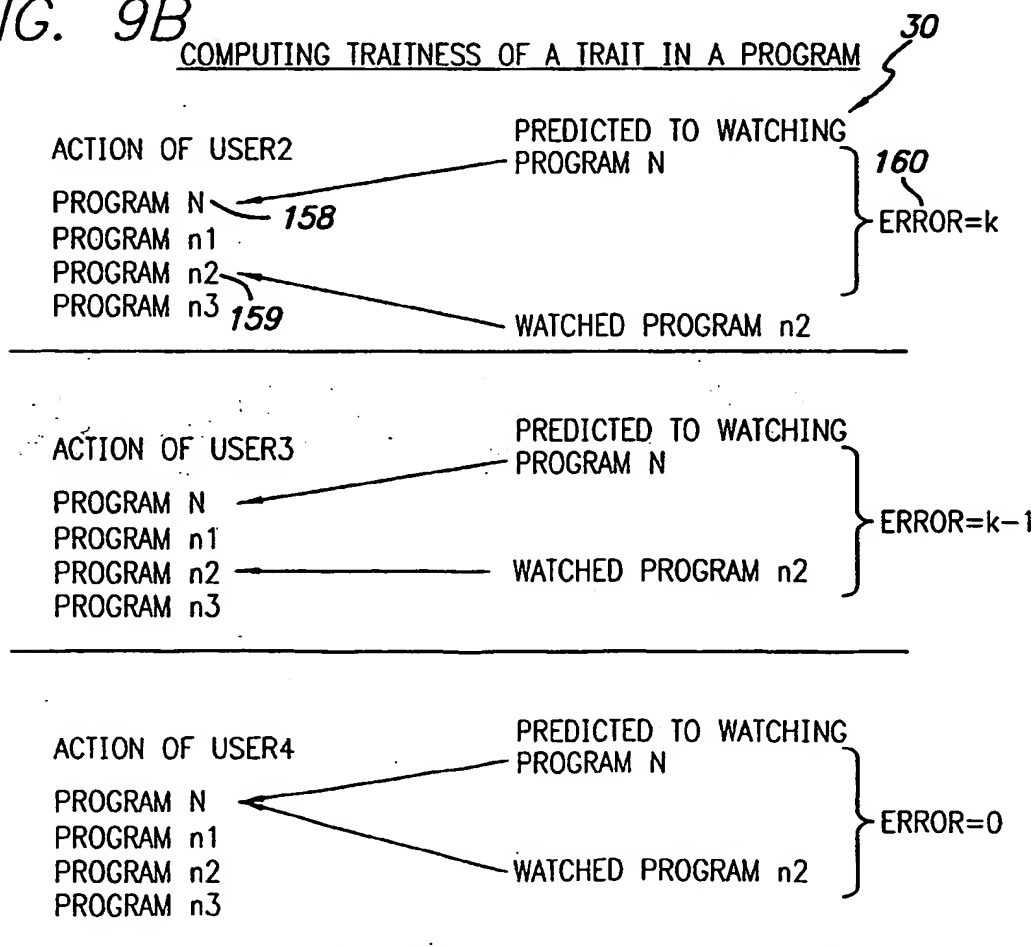 IG. 9B
COMPUTING TRAITNESS OF A TRAIT IN A PROGRAM
30
ACTION OF USER2
PREDICTED TO WATCHING
PROGRAM N
PROGRAM N
158
PROGRAM n1
PROGRAM n2
PROGRAM n3
159
WATCHED PROGRAM n2
160
ERROR=k
ACTION OF USER3
PREDICTED TO WATCHING
PROGRAM N
PROGRAM N
PROGRAM n1
PROGRAM n2
PROGRAM n3
WATCHED PROGRAM n2
ERROR=k-1
ACTION OF USER4
PREDICTED TO WATCHING
PROGRAM N
PROGRAM N
PROGRAM n1
PROGRAM n2
PROGRAM n3
WATCHED PROGRAM n2
ERROR=0